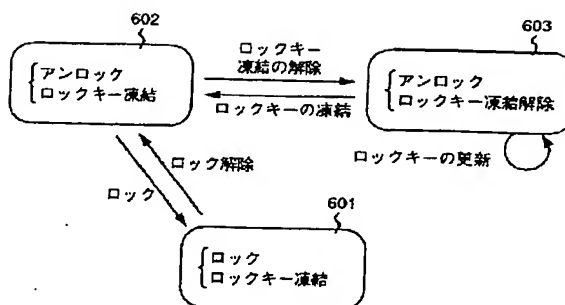 602
アンロック
ロックキー凍結
ロックキー
凍結の解除
ロックキーの凍結
603
アンロック
ロックキー凍結解除
ロックキーの更新
ロック解除
ロック
601
ロック
ロックキー凍結